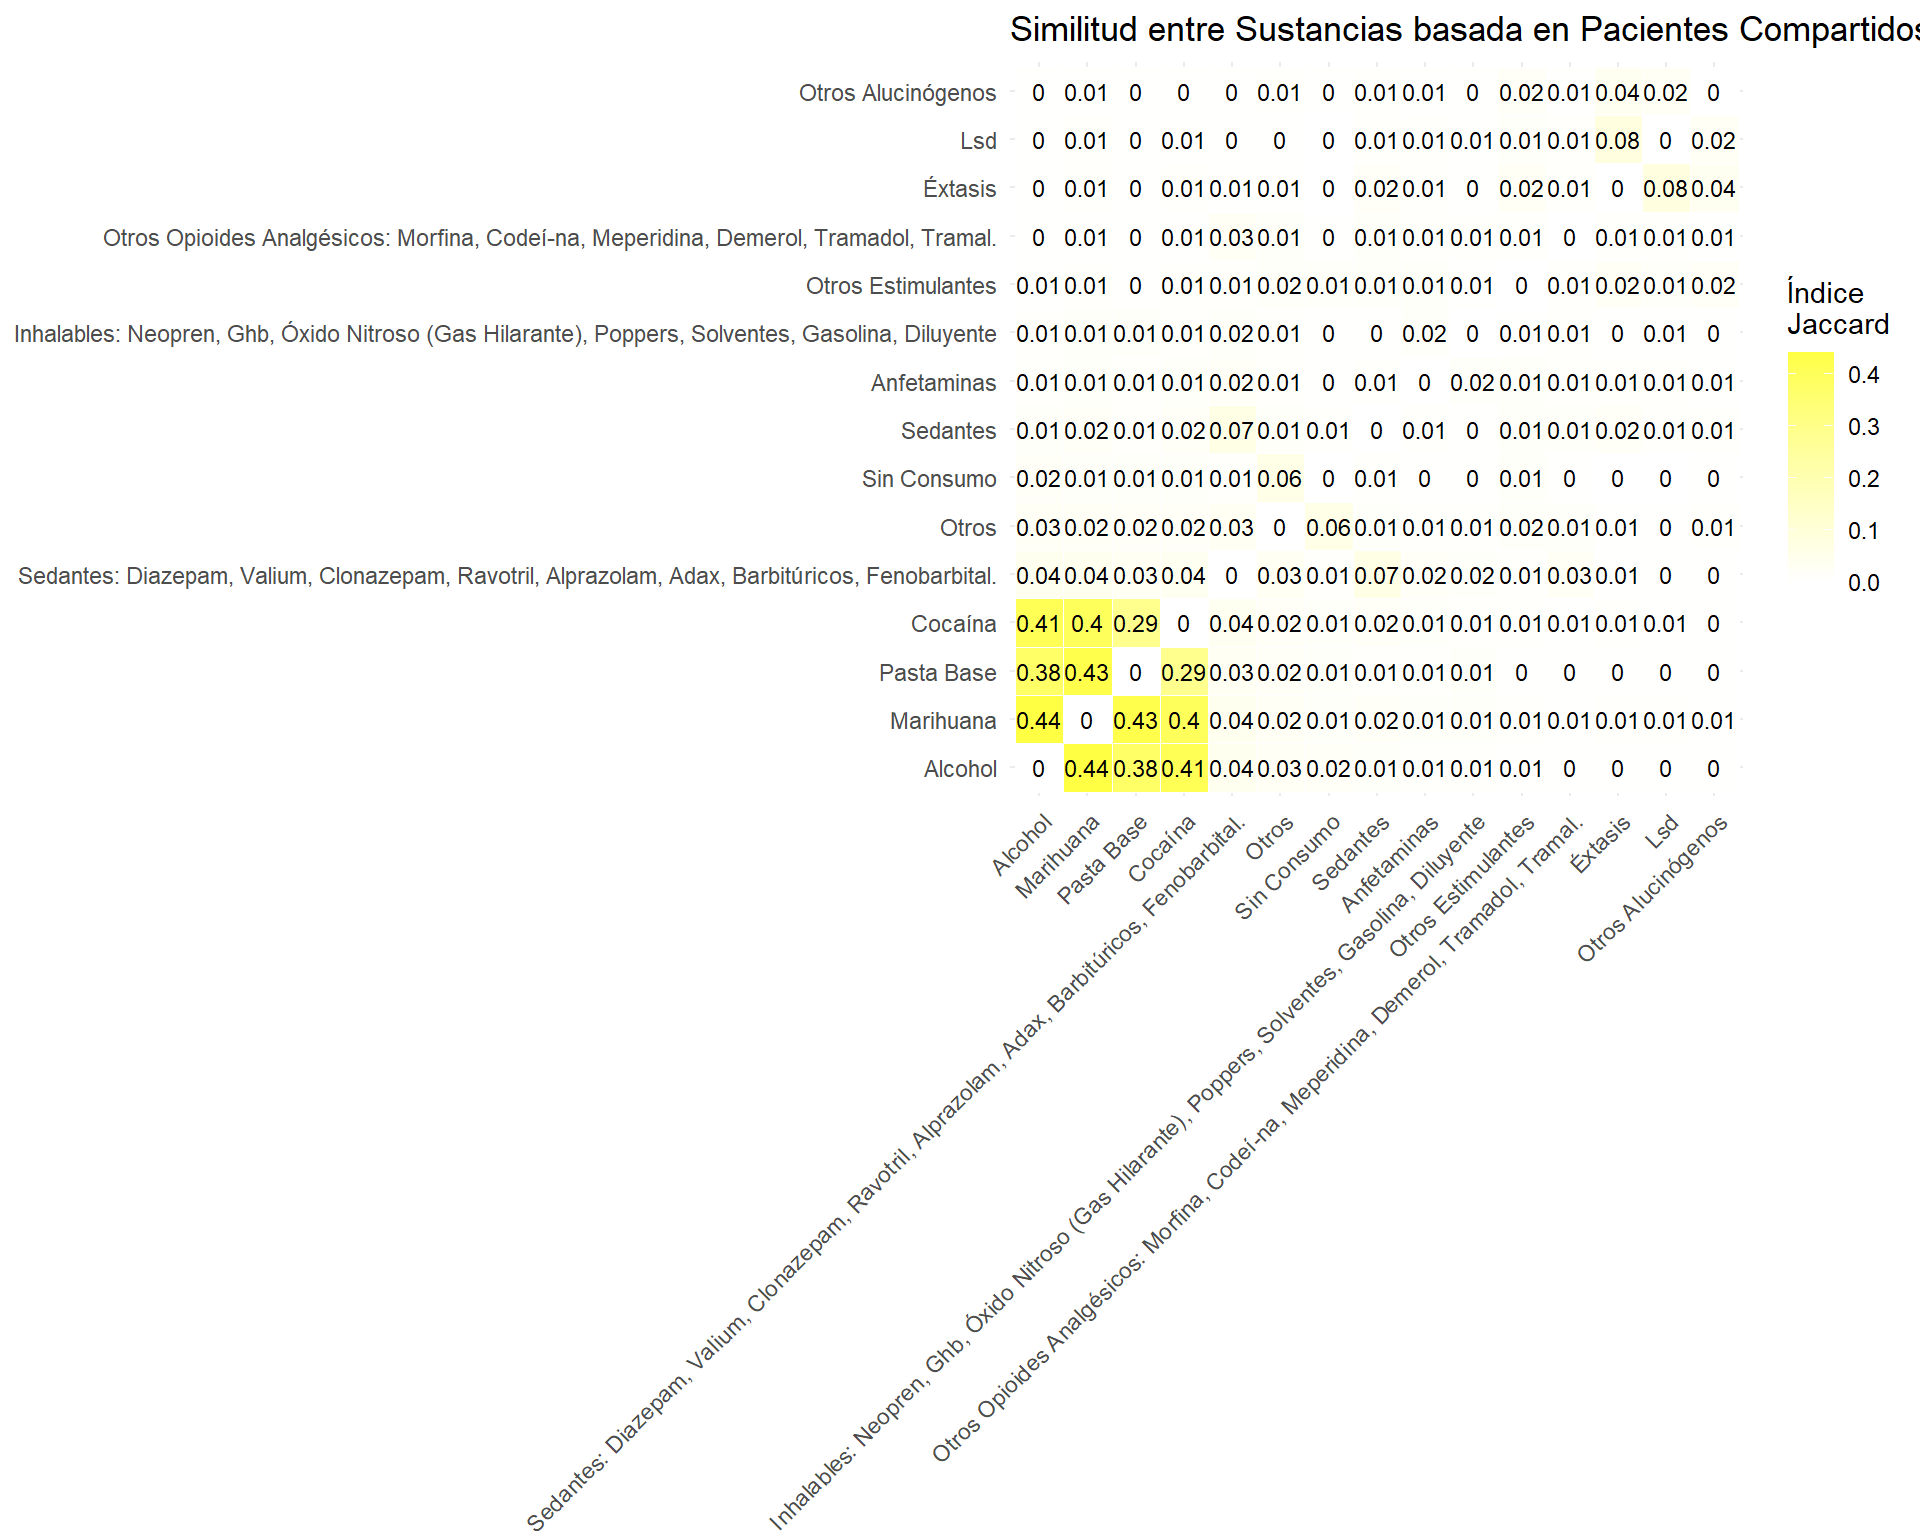 Similitud entre Sustancias basada en Pacientes Compartidos
Otros Alucinógenos 0 0.01 0 0 0 0.01 0 0.01 0.01 0 0.02 0.01 0.04 0.02 0
Lsd 0 0.01 0 0.01 0 0 0 0.01 0.01 0.01 0.01 0.01 0.08 0 0.02
Éxtasis 0 0.01 0 0.01 0.01 0.01 0 0.02 0.01 0 0.02 0.01 0 0.08 0.04
Otros Opioides Analgésicos: Morfina, Codeí-na, Meperidina, Demerol, Tramadol, Tramal. 0 0.01 0 0.01 0.03 0.01 0 0.01 0.01 0.01 0.01 0 0.01 0.01 0.01
Otros Estimulantes 0.01 0.01 0 0.01 0.01 0.02 0.01 0.01 0.01 0.01 0 0.01 0.02 0.01 0.02
Inhalables: Neopren, Ghb, Óxido Nitroso (Gas Hilarante), Poppers, Solventes, Gasolina, Diluyente 0.01 0.01 0.01 0.01 0.02 0.01 0 0 0.02 0 0.01 0.01 0 0.01 0
Anfetaminas 0.01 0.01 0.01 0.01 0.02 0.01 0 0.01 0 0.02 0.01 0.01 0.01 0.01 0.01
Sedantes 0.01 0.02 0.01 0.02 0.07 0.01 0.01 0 0.01 0 0.01 0.01 0.02 0.01 0.01
Sin Consumo 0.02 0.01 0.01 0.01 0.01 0.06 0 0.01 0 0 0.01 0 0 0 0
Otros 0.03 0.02 0.02 0.02 0.03 0 0.06 0.01 0.01 0.01 0.02 0.01 0.01 0 0.01
Sedantes: Diazepam, Valium, Clonazepam, Ravotril, Alprazolam, Adax, Barbitúricos, Fenobarbital. 0.04 0.04 0.03 0.04 0 0.03 0.01 0.07 0.02 0.02 0.01 0.03 0.01 0 0
Cocaína 0.41 0.4 0.29 0 0.04 0.02 0.01 0.02 0.01 0.01 0.01 0.01 0.01 0.01 0
Pasta Base 0.38 0.43 0 0.29 0.03 0.02 0.01 0.01 0.01 0.01 0 0 0 0 0
Marihuana 0.44 0 0.43 0.4 0.04 0.02 0.01 0.02 0.01 0.01 0.01 0.01 0.01 0.01 0.01
Alcohol 0 0.44 0.38 0.41 0.04 0.03 0.02 0.01 0.01 0.01 0.01 0 0 0 0
Alcohol
Marihuana
Pasta Base
Cocaína
Sedantes: Diazepam, Valium, Clonazepam, Ravotril, Alprazolam, Adax, Barbitúricos, Fenobarbital.
Otros
Sin Consumo
Sedantes
Anfetaminas
Inhalables: Neopren, Ghb, Óxido Nitroso (Gas Hilarante), Poppers, Solventes, Gasolina, Diluyente
Otros Estimulantes
Otros Opioides Analgésicos: Morfina, Codeí-na, Meperidina, Demerol, Tramadol, Tramal.
Éxtasis
Lsd
Otros Alucinógenos
Índice
Jaccard
0.4
0.3
0.2
0.1
0.0